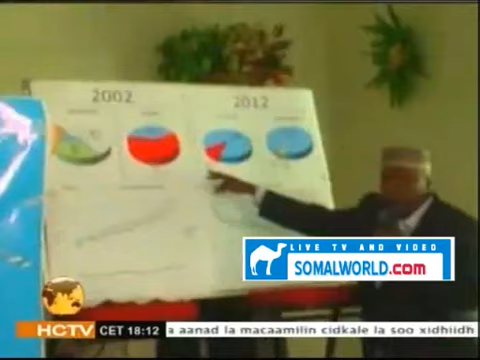 2002
2012
LIVE TV AND VIDEO
SOMALWORLD.com
HCTV CET 18:12 a aanad la macaamilin cidkale la soo xidhiidh